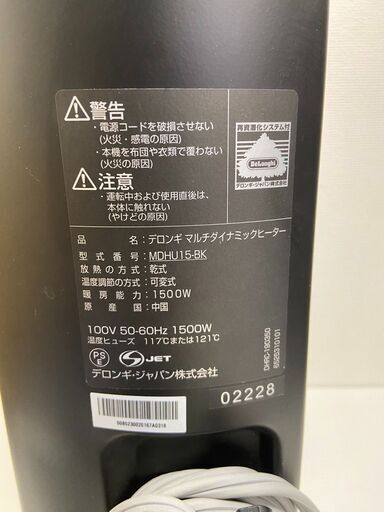 ⚠警告
・電源コードを破損させない
(火災・感電の原因)
・本機を布団や衣類で覆わない
(火災の原因)
⚠注意
・運転中および使用直後は、
本体に触れない
(やけどの原因)
再資源化システム付
DeLonghi
デロンギ・ジャパン株式会社
品名：デロンギ マルチダイナミックヒーター
型式番号：MDHU15-BK
放熱の方式：乾式
温度調節の方式：可変式
暖房能力：1500W
原産国：中国
100V 50-60Hz 1500W
温度ヒューズ 117℃または121℃
PSE
S JET
デロンギ・ジャパン株式会社
DHRC-180350
6526310101
02228